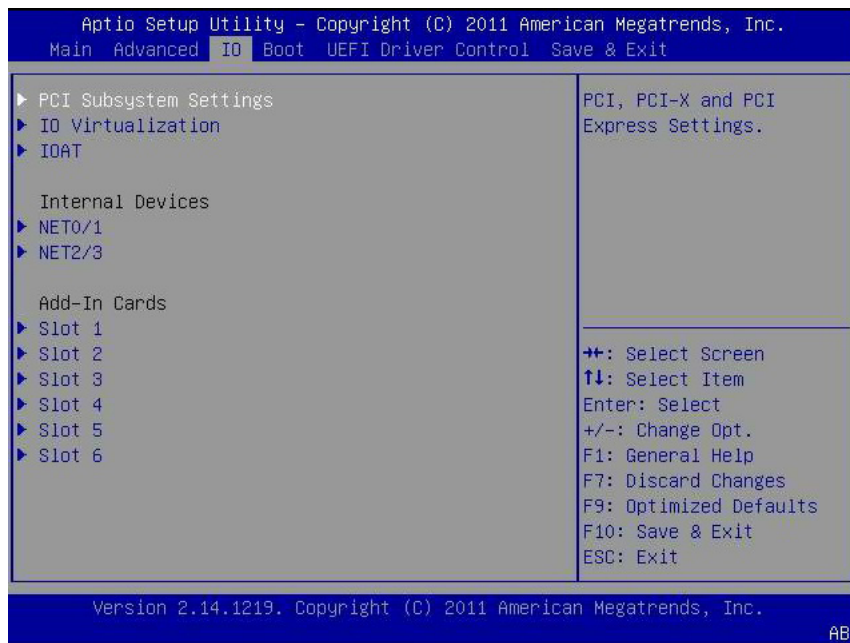 Aptio Setup Utility – Copyright (C) 2011 American Megatrends, Inc.
Main Advanced IO Boot UEFI Driver Control Save & Exit
PCI Subsystem Settings
IO Virtualization
IOAT
Internal Devices
NET0/1
NET2/3
Add-In Cards
Slot 1
Slot 2
Slot 3
Slot 4
Slot 5
Slot 6
PCI, PCI-X and PCI
Express Settings.
→←: Select Screen
↑↓: Select Item
Enter: Select
+/-: Change Opt.
F1: General Help
F7: Discard Changes
F9: Optimized Defaults
F10: Save & Exit
ESC: Exit
Version 2.14.1219. Copyright (C) 2011 American Megatrends, Inc.
AB